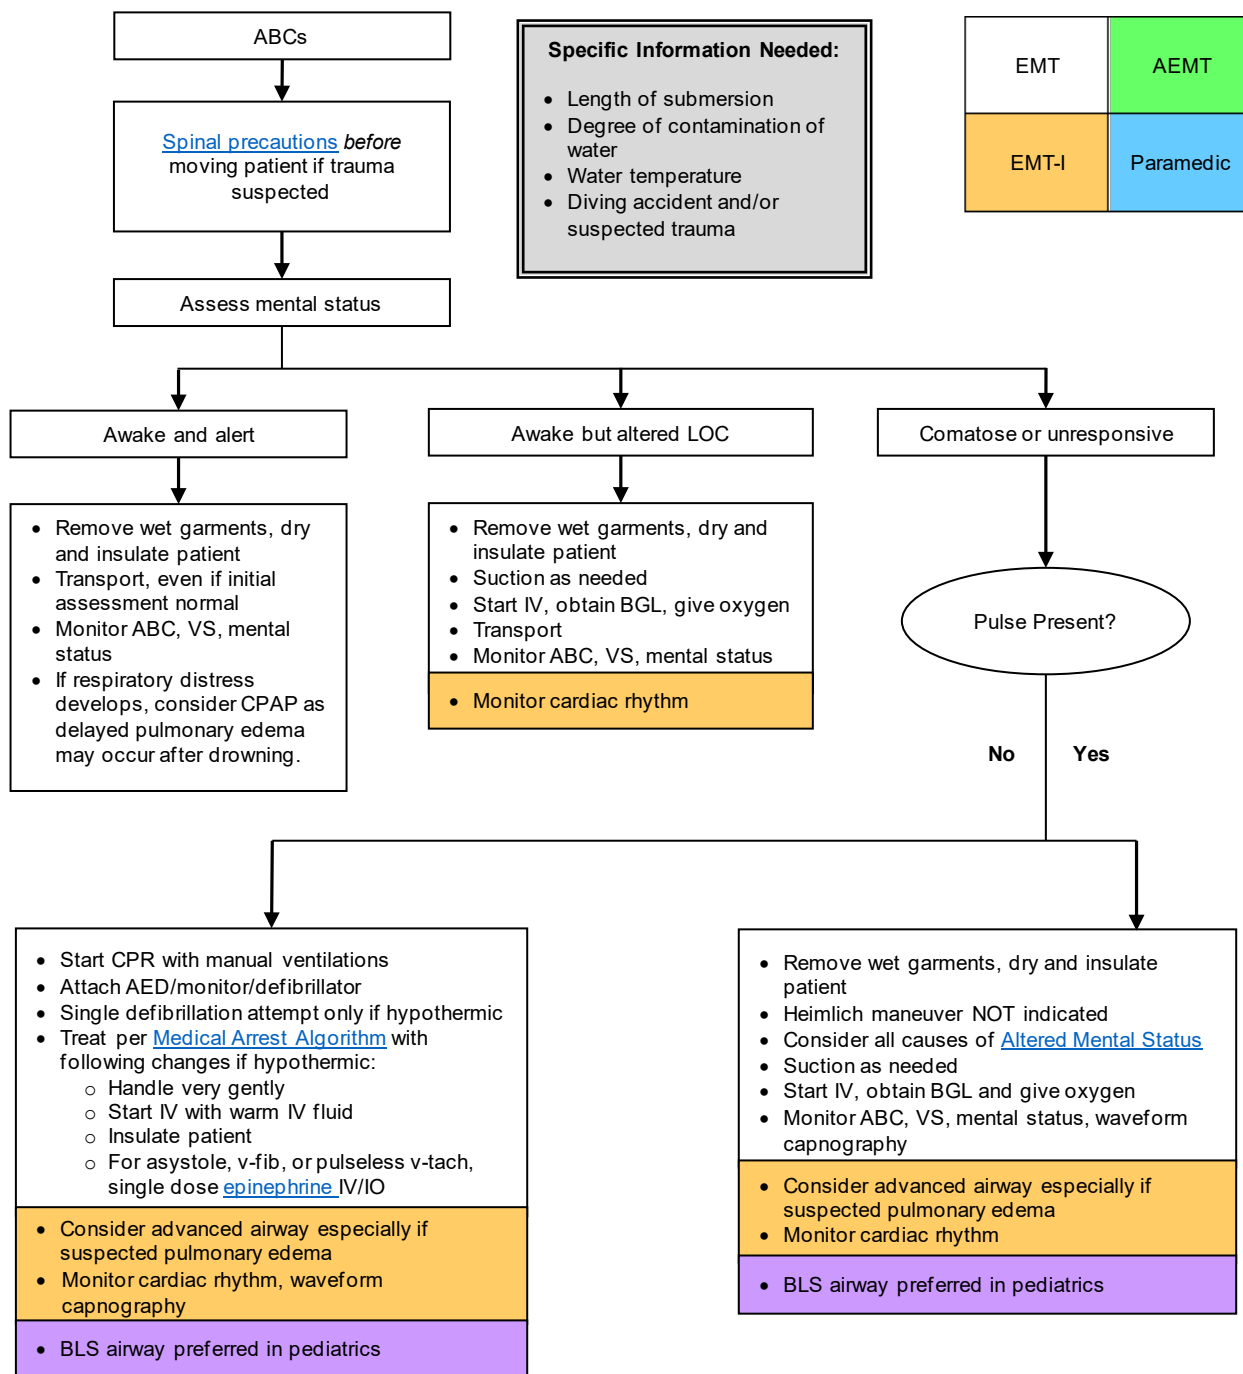 ABCs
Spinal precautions before
moving patient if trauma
suspected
Assess mental status
Specific Information Needed:
• Length of submersion
• Degree of contamination of
water
• Water temperature
• Diving accident and/or
suspected trauma
EMT
AEMT
EMT-I
Paramedic
Awake and alert
• Remove wet garments, dry
and insulate patient
• Transport, even if initial
assessment normal
• Monitor ABC, VS, mental
status
• If respiratory distress
develops, consider CPAP as
delayed pulmonary edema
may occur after drowning.
Awake but altered LOC
• Remove wet garments, dry and
insulate patient
• Suction as needed
• Start IV, obtain BGL, give oxygen
• Transport
• Monitor ABC, VS, mental status
• Monitor cardiac rhythm
Comatose or unresponsive
Pulse Present?
No
Yes
• Start CPR with manual ventilations
• Attach AED/monitor/defibrillator
• Single defibrillation attempt only if hypothermic
• Treat per Medical Arrest Algorithm with
following changes if hypothermic:
o Handle very gently
o Start IV with warm IV fluid
o Insulate patient
o For asystole, v-fib, or pulseless v-tach,
single dose epinephrine IV/IO
• Consider advanced airway especially if
suspected pulmonary edema
• Monitor cardiac rhythm, waveform
capnography
• BLS airway preferred in pediatrics
• Remove wet garments, dry and insulate
patient
• Heimlich maneuver NOT indicated
• Consider all causes of Altered Mental Status
• Suction as needed
• Start IV, obtain BGL and give oxygen
• Monitor ABC, VS, mental status, waveform
capnography
• Consider advanced airway especially if
suspected pulmonary edema
• Monitor cardiac rhythm
• BLS airway preferred in pediatrics